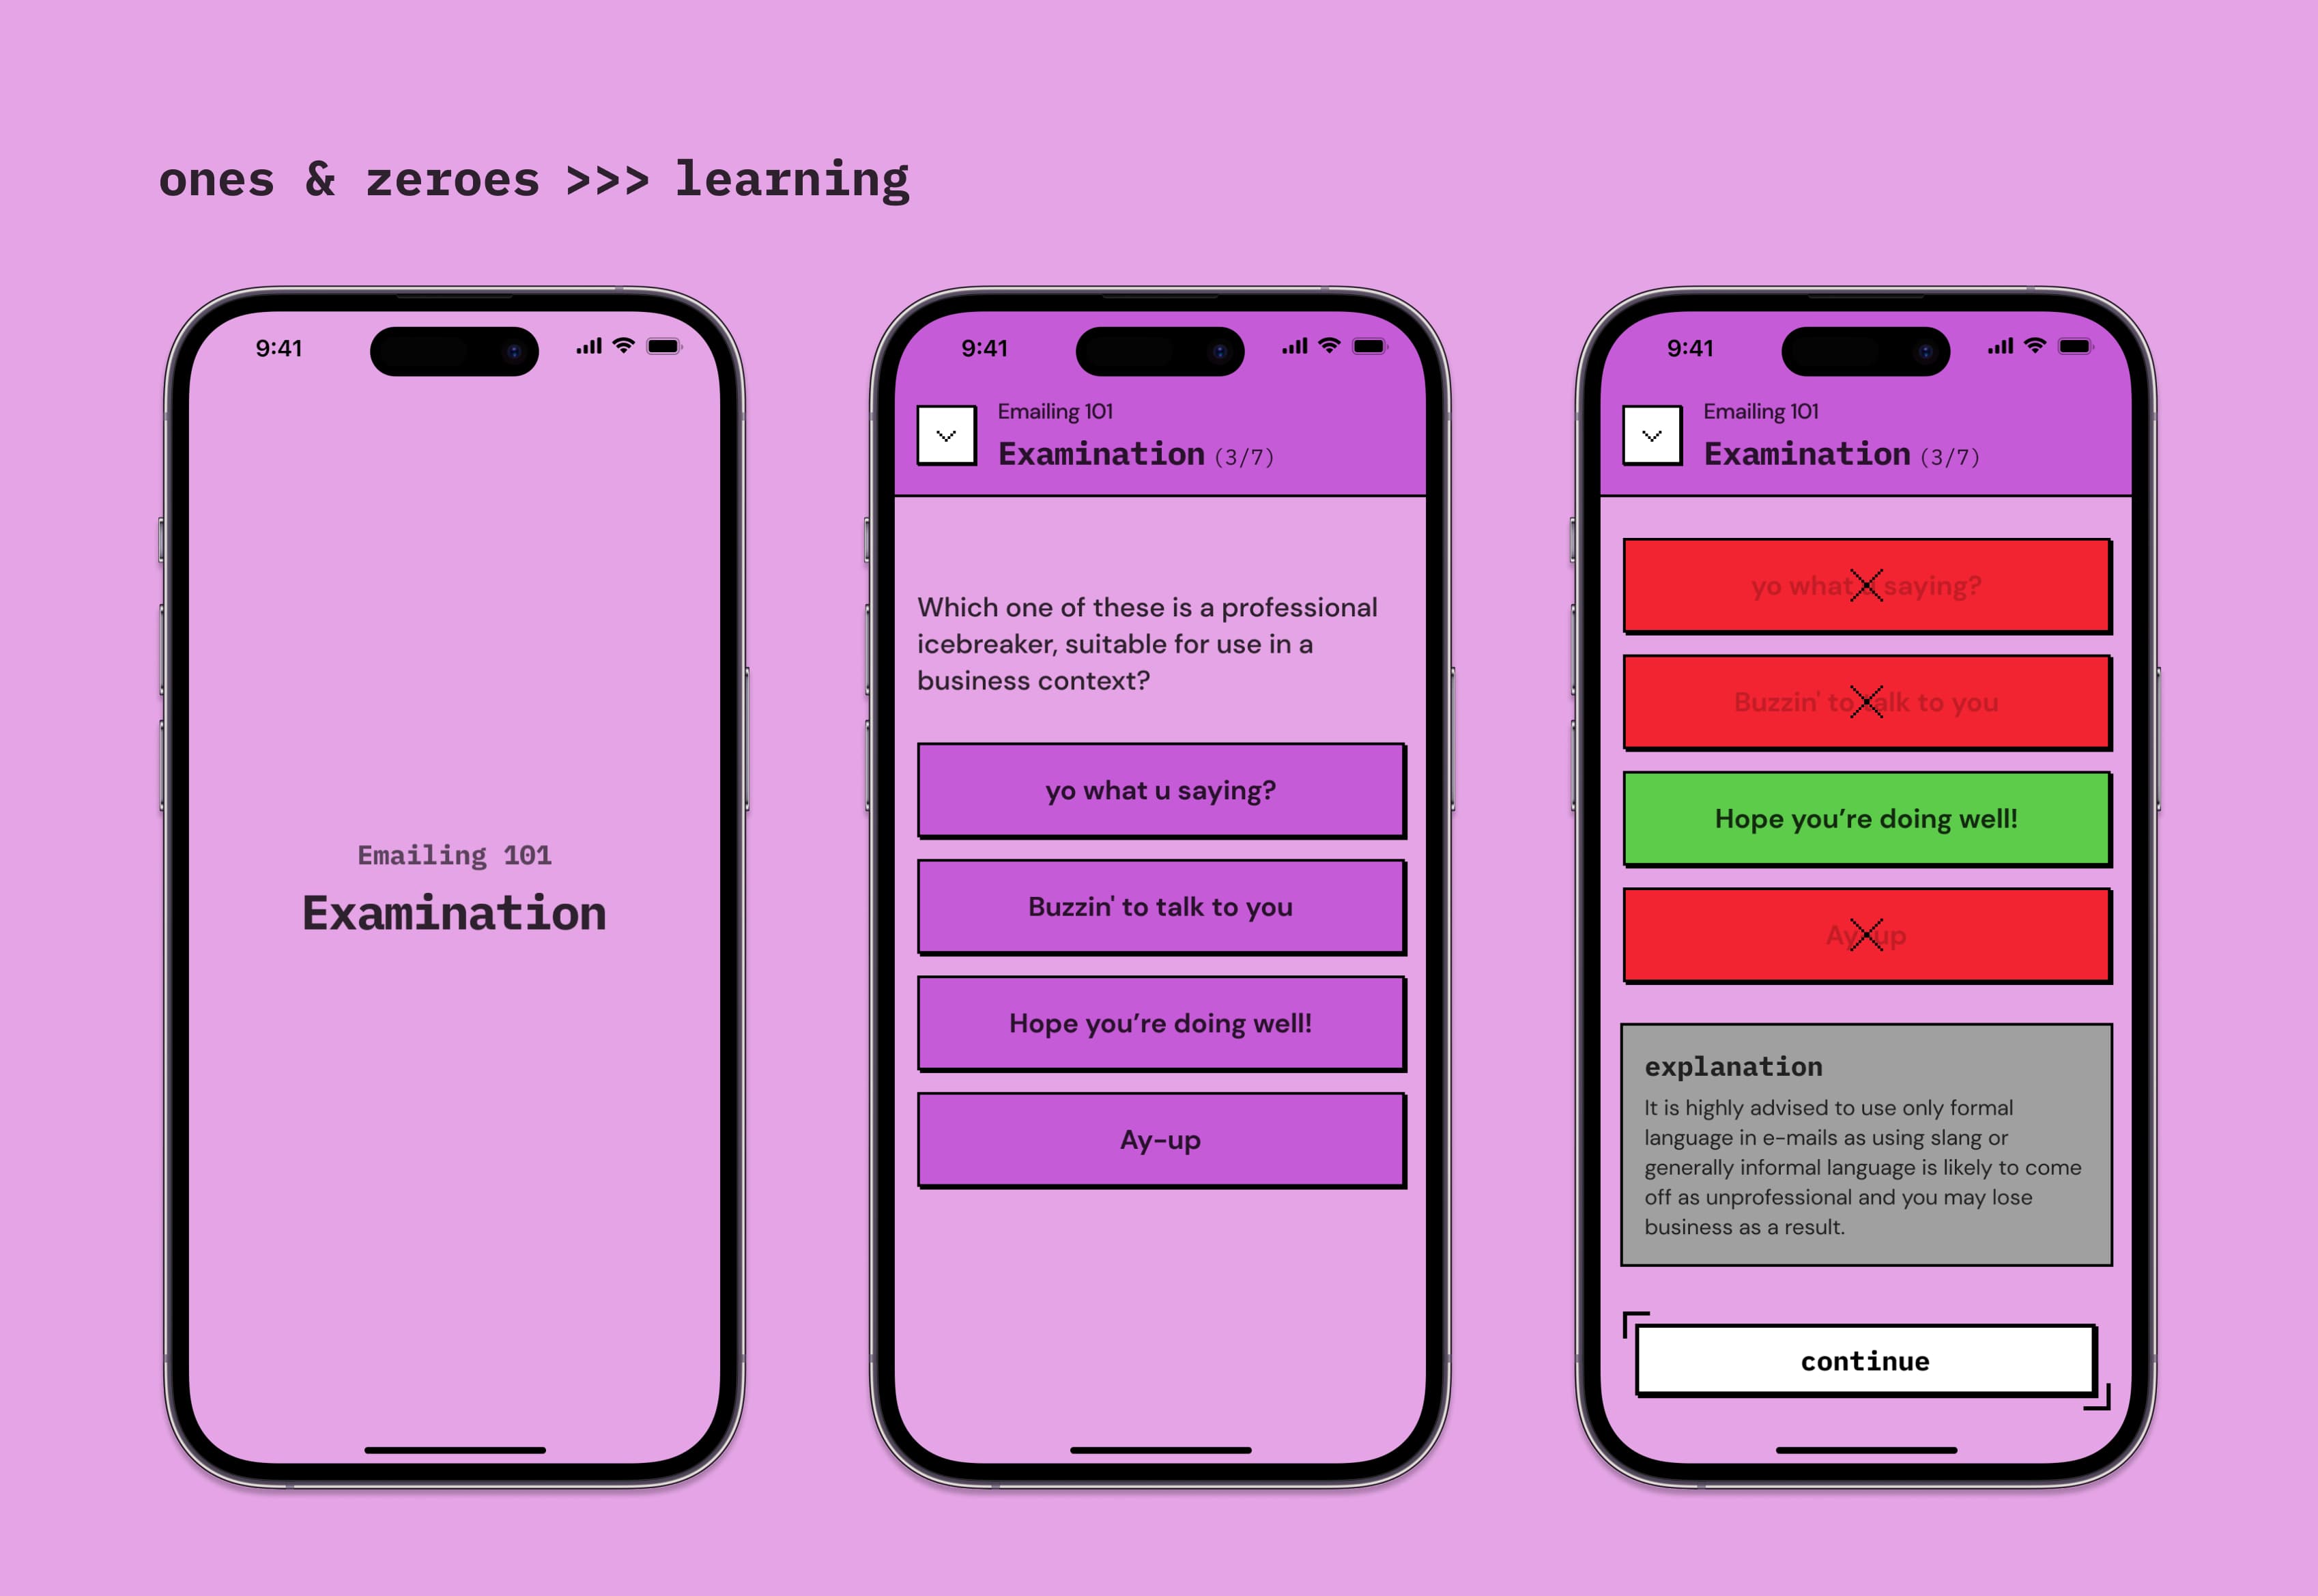 ones & zeroes >>> learning
9:41
Emailing 101
Examination
9:41
Emailing 101
Examination (3/7)
Which one of these is a professional
icebreaker, suitable for use in a
business context?
yo what u saying?
Buzzin' to talk to you
Hope you’re doing well!
Ay-up
9:41
Emailing 101
Examination (3/7)
yo what u saying?
Buzzin' to talk to you
Hope you’re doing well!
Ay-up
explanation
It is highly advised to use only formal
language in e-mails as using slang or
generally informal language is likely to come
off as unprofessional and you may lose
business as a result.
continue